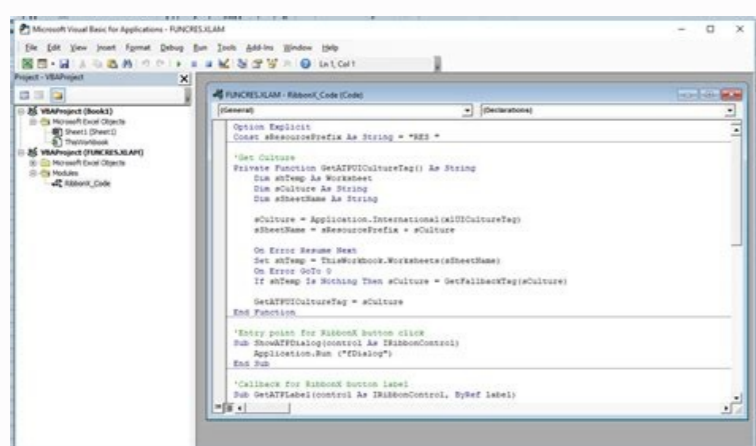 Microsoft Visual Basic for Applications - FUNCRES.XLAM
File Edit View Insert Format Debug Run Tools Add-Ins Window Help
Ln 1, Col 1
Project - VBAProject
VBAProject (Book1)
Microsoft Excel Objects
Sheet1 (Sheet1)
ThisWorkbook
VBAProject (FUNCRES.XLAM)
Microsoft Excel Objects
Modules
RibbonX_Code
FUNCRES.XLAM - RibbonX_Code (Code)
(General) (Declarations)
Option Explicit
Const sResourcePrefix As String = "RES "
'Get Culture
Private Function GetATPUICultureTag() As String
Dim shTemp As Worksheet
Dim sCulture As String
Dim sSheetName As String
sCulture = Application.International(xlUICultureTag)
sSheetName = sResourcePrefix + sCulture
On Error Resume Next
Set shTemp = ThisWorkbook.Worksheets(sSheetName)
On Error GoTo 0
If shTemp Is Nothing Then sCulture = GetFallbackTag(sCulture)
GetATPUICultureTag = sCulture
End Function
'Entry point for RibbonX button click
Sub ShowATPDialog(control As IRibbonControl)
Application.Run ("fDialog")
End Sub
'Callback for RibbonX button label
Sub GetATPLabel(control As IRibbonControl, ByRef label)